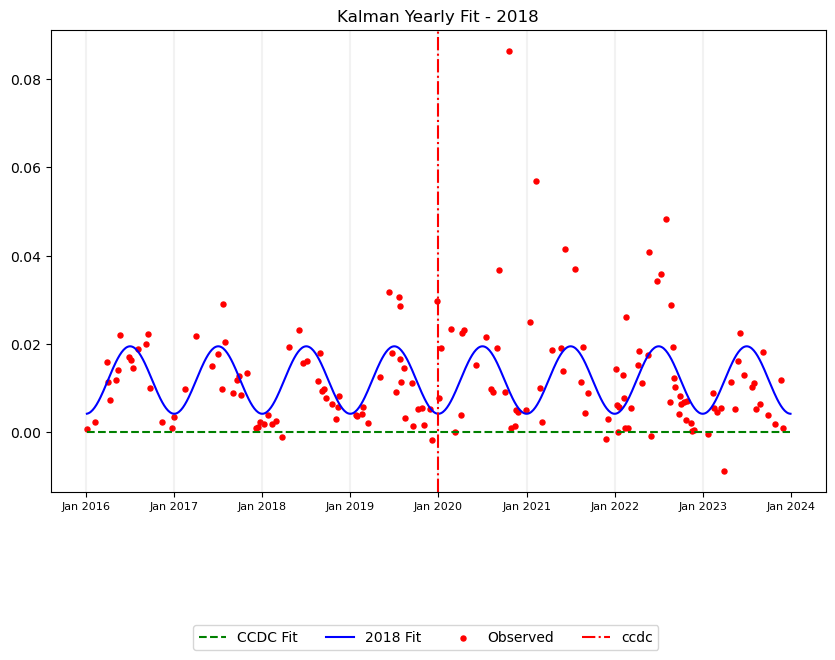 Kalman Yearly Fit - 2018
0.08
0.06
0.04
0.02
0.00
Jan 2016 Jan 2017 Jan 2018 Jan 2019 Jan 2020 Jan 2021 Jan 2022 Jan 2023 Jan 2024
CCDC Fit 2018 Fit Observed ccdc